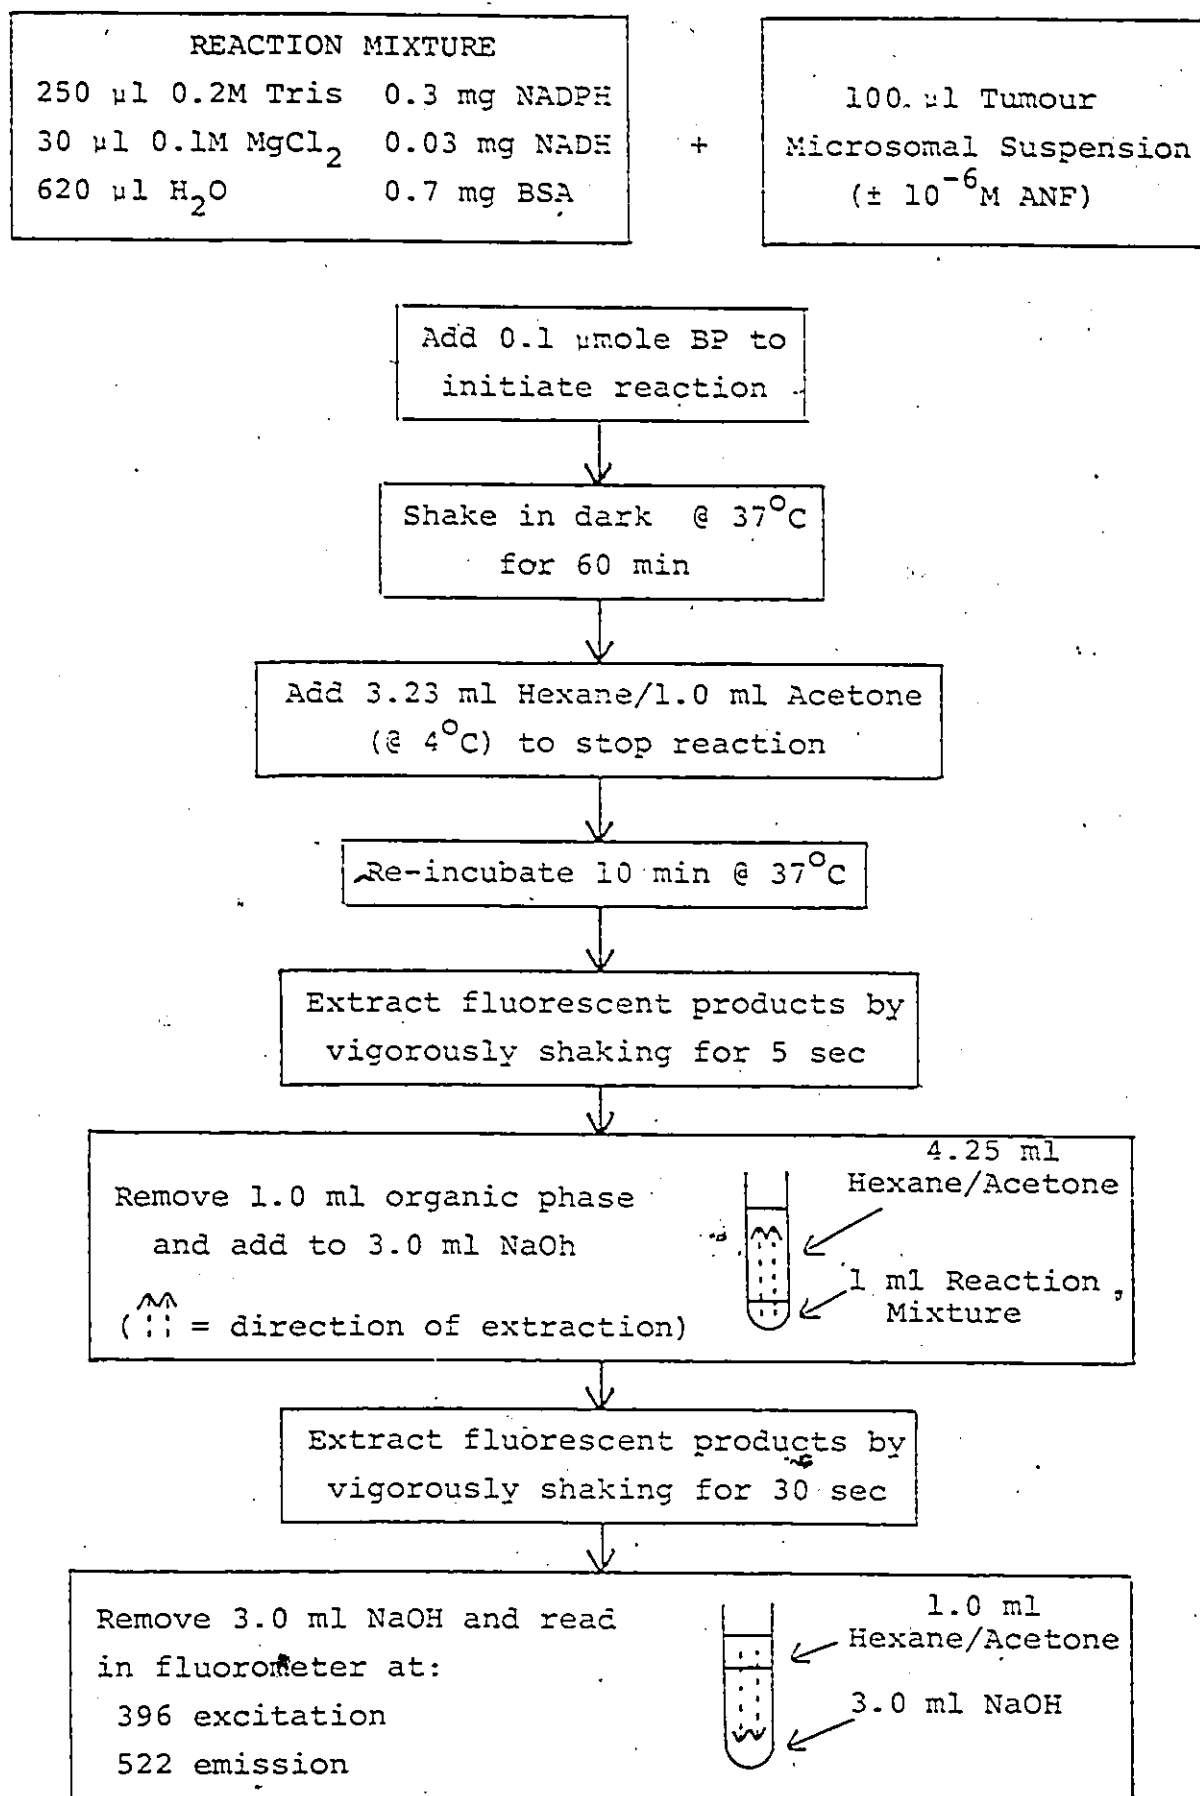 REACTION MIXTURE
250 µl 0.2M Tris 0.3 mg NADPH
30 µl 0.1M MgCl2 0.03 mg NADH
620 µl H2O 0.7 mg BSA
+
100 µl Tumour
Microsomal Suspension
(± 10^-6M ANF)
Add 0.1 µmole BP to
initiate reaction
Shake in dark @ 37°C
for 60 min
Add 3.23 ml Hexane/1.0 ml Acetone
(@ 4°C) to stop reaction
Re-incubate 10 min @ 37°C
Extract fluorescent products by
vigorously shaking for 5 sec
Remove 1.0 ml organic phase
and add to 3.0 ml NaOh
( = direction of extraction)
4.25 ml
Hexane/Acetone
1 ml Reaction
Mixture
Extract fluorescent products by
vigorously shaking for 30 sec
Remove 3.0 ml NaOH and read
in fluorometer at:
396 excitation
522 emission
1.0 ml
Hexane/Acetone
3.0 ml NaOH